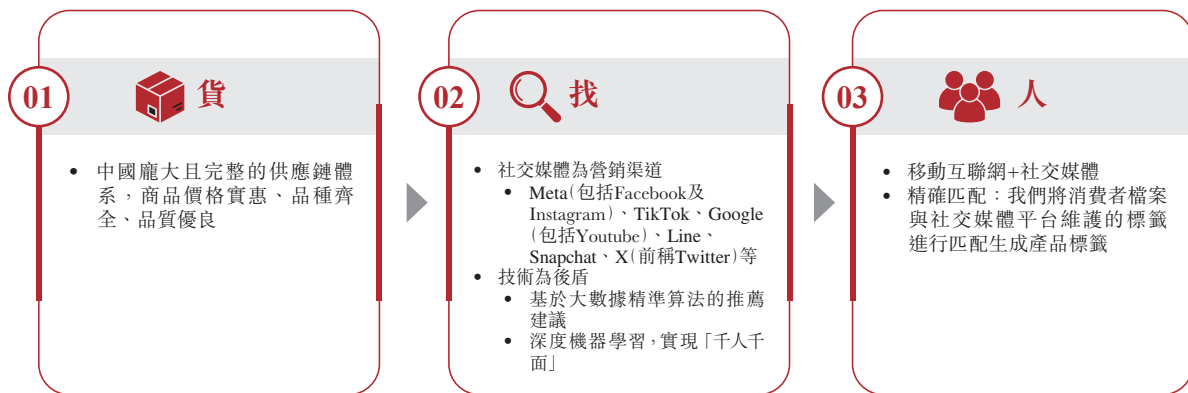 01
貨
• 中國龐大且完整的供應鏈體
系，商品價格實惠、品種齊
全、品質優良
02
找
• 社交媒體為營銷渠道
• Meta(包括Facebook及
Instagram)、TikTok、Google
(包括Youtube)、Line、
Snapchat、X(前稱Twitter)等
• 技術為後盾
• 基於大數據精準算法的推薦
建議
• 深度機器學習，實現「千人千
面」
03
人
• 移動互聯網+社交媒體
• 精確匹配：我們將消費者檔案
與社交媒體平台維護的標籤
進行匹配生成產品標籤